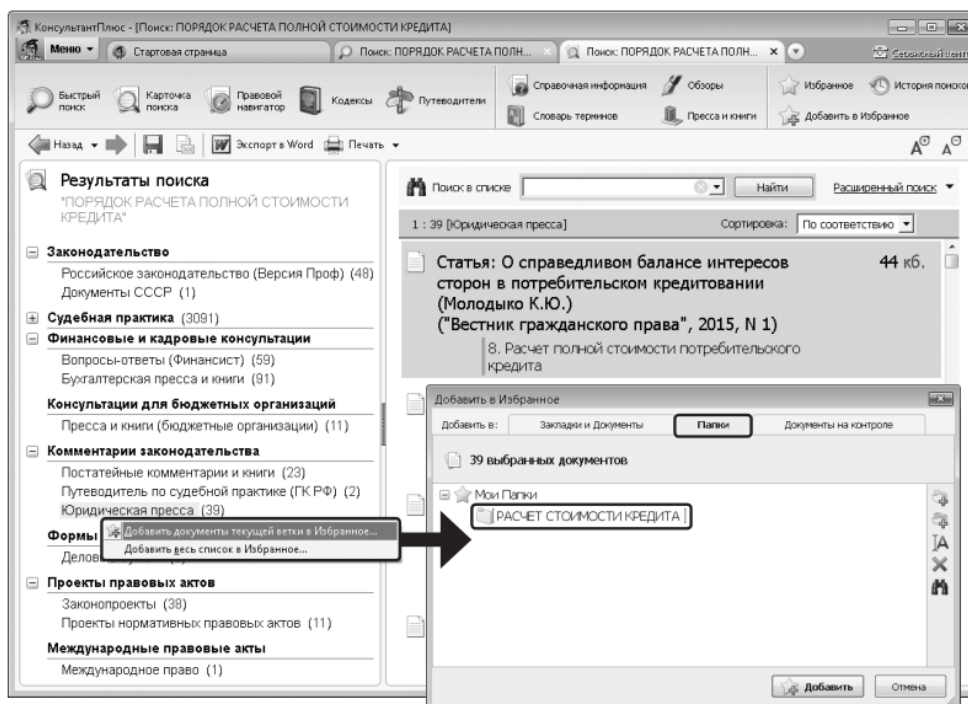 КонсультантПлюс - [Поиск: ПОРЯДОК РАСЧЕТА ПОЛНОЙ СТОИМОСТИ КРЕДИТА]
Меню
Стартовая страница
Поиск: ПОРЯДОК РАСЧЕТА ПОЛН...
Поиск: ПОРЯДОК РАСЧЕТА ПОЛН...
Сервисный
Быстрый
поиск
Карточка
поиска
Правовой
навигатор
Кодексы
Путеводители
Справочная информация
Словарь терминов
Обзоры
Пресса и книги
Избранное
История поисков
Добавить в Избранное
Назад
Экспорт в Word
Печать
А А
Результаты поиска
"ПОРЯДОК РАСЧЕТА ПОЛНОЙ СТОИМОСТИ
КРЕДИТА"
Законодательство
Российское законодательство (Версия Проф) (48)
Документы СССР (1)
Судебная практика (3091)
Финансовые и кадровые консультации
Вопросы-ответы (Финансист) (59)
Бухгалтерская пресса и книги (91)
Консультации для бюджетных организаций
Пресса и книги (бюджетные организации) (11)
Комментарии законодательства
Постатейные комментарии и книги (23)
Путеводитель по судебной практике (ГК РФ) (2)
Юридическая пресса (39)
Формы
Добавить документы текущей ветки в Избранное...
Добавить весь список в Избранное...
Делов
Проекты правовых актов
Законопроекты (38)
Проекты нормативных правовых актов (11)
Международные правовые акты
Международное право (1)
Поиск в списке
Найти
Расширенный поиск
1 : 39 [Юридическая пресса]
Сортировка: По соответствию
Статья: О справедливом балансе интересов 44 кб.
сторон в потребительском кредитовании
(Молодыко К.Ю.)
("Вестник гражданского права", 2015, N 1)
8. Расчет полной стоимости потребительского
кредита
Добавить в Избранное
Добавить в: Закладки и Документы Папки Документы на контроле
39 выбранных документов
Мои Папки
РАСЧЕТ СТОИМОСТИ КРЕДИТА
Добавить Отмена